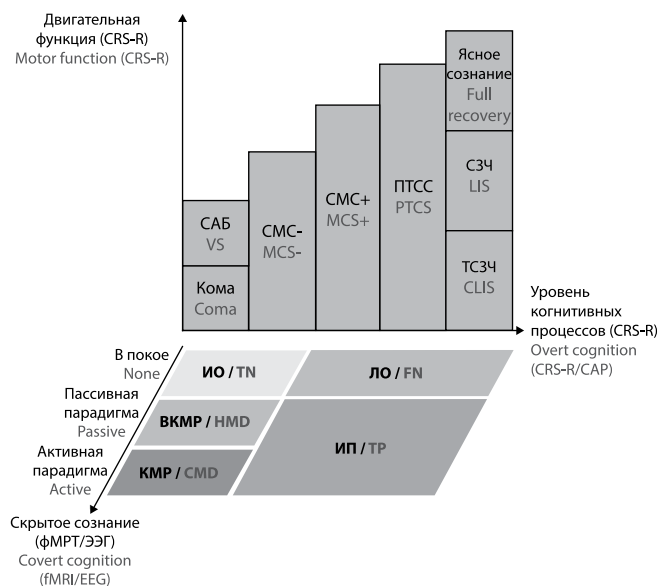 Двигательная
функция (CRS-R)
Motor function (CRS-R)
Ясное
сознание
Full
recovery
САБ
VS
СМС-
MCS-
СМС+
MCS+
ПТСС
PTCS
СЗЧ
LIS
Кома
Coma
ТСЗЧ
CLIS
Уровень
когнитивных
процессов (CRS-R)
Overt cognition
(CRS-R/CAP)
В покое
None
ИО / TN
ЛО / FN
Пассивная
парадигма
Passive
ВКМР / HMD
ИП / TP
Активная
парадигма
Active
КМР / CMD
Скрытое сознание
(фМРТ/ЭЭГ)
Covert cognition
(fMRI/EEG)